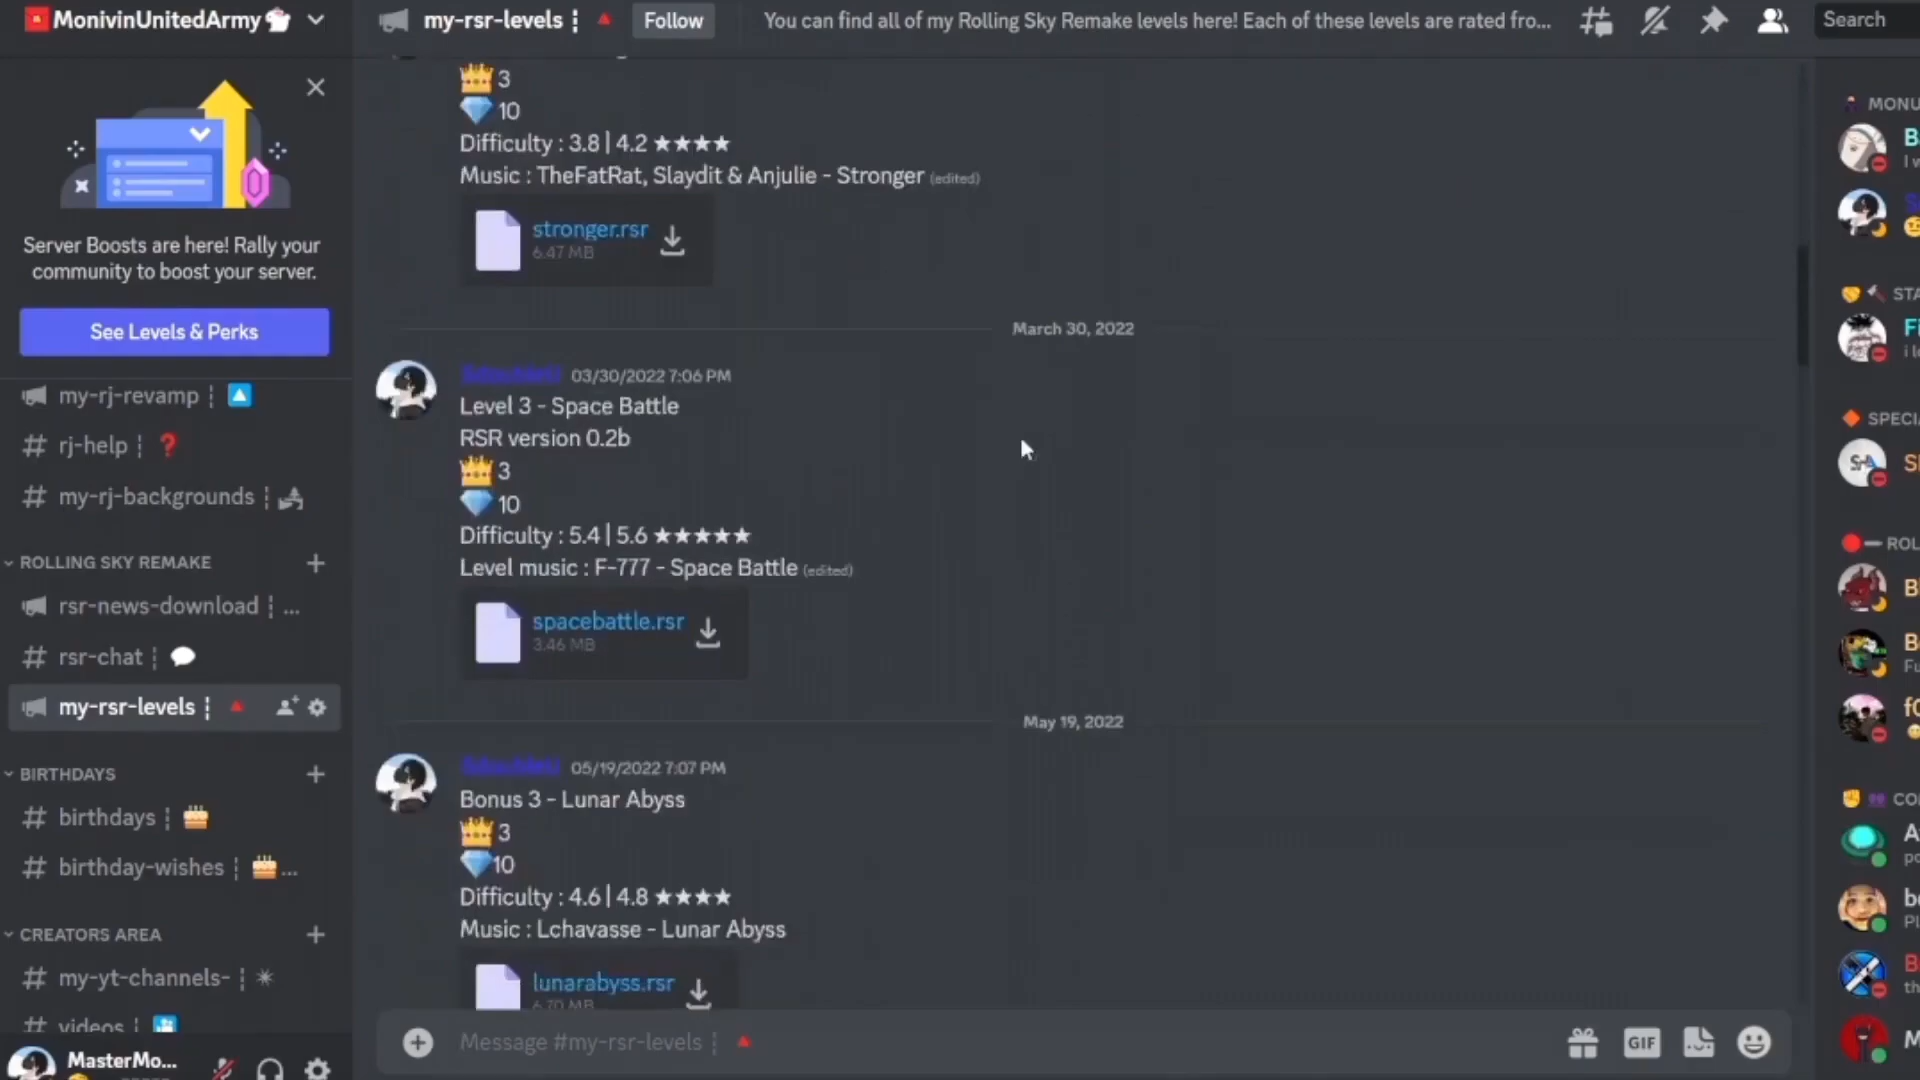 MonivinUnitedArmy
my-rsr-levels ¦
Follow
You can find all of my Rolling Sky Remake levels here! Each of these levels are rated fro...
Search
Server Boosts are here! Rally your
community to boost your server.
See Levels & Perks
my-rj-revamp ¦
rj-help ¦
my-rj-backgrounds ¦
ROLLING SKY REMAKE
rsr-news-download ¦ ...
rsr-chat ¦
my-rsr-levels ¦
BIRTHDAYS
birthdays ¦
birthday-wishes ¦ ...
CREATORS AREA
my-yt-channels- ¦
videos ¦
MasterMo...
3
10
Difficulty : 3.8 | 4.2 ★★★★
Music : TheFatRat, Slaydit & Anjulie - Stronger (edited)
stronger.rsr
6.47 MB
March 30, 2022
03/30/2022 7:06 PM
Level 3 - Space Battle
RSR version 0.2b
3
10
Difficulty : 5.4 | 5.6 ★★★★★
Level music : F-777 - Space Battle (edited)
spacebattle.rsr
3.46 MB
May 19, 2022
05/19/2022 7:07 PM
Bonus 3 - Lunar Abyss
3
10
Difficulty : 4.6 | 4.8 ★★★★
Music : Lchavasse - Lunar Abyss
lunarabyss.rsr
6.70 MB
Message #my-rsr-levels ¦
GIF
MONU
STA
SPECI
ROL
CO